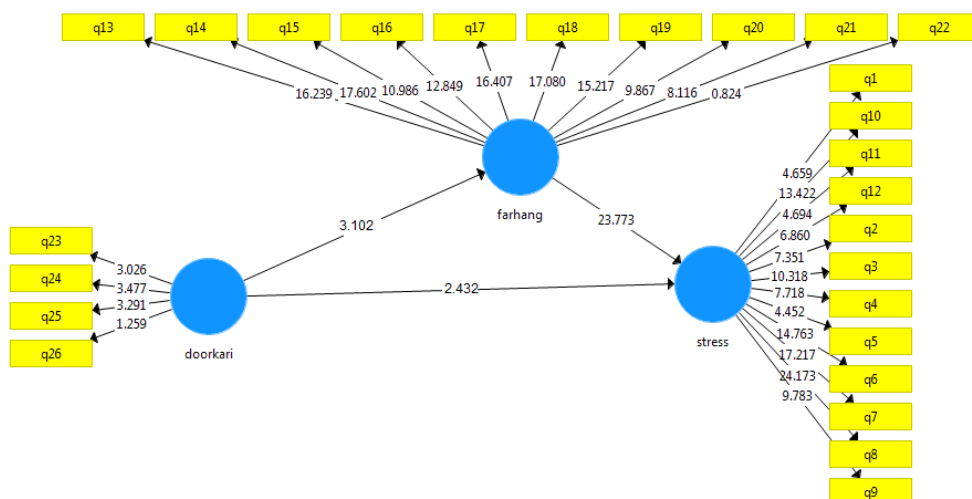 q13 q14 q15 q16 q17 q18 q19 q20 q21 q22
16.239 17.602 10.986 12.849 16.407 17.080 15.217 9.867 8.116 0.824
farhang
q1
q10
q11
q12
q2
q3
q4
q5
q6
q7
q8
q9
4.659
13.422
4.694
6.860
7.351
10.318
7.718
4.452
14.763
17.217
24.173
9.783
stress
3.102
23.773
2.432
q23
q24
q25
q26
3.026
3.477
3.291
1.259
doorkari